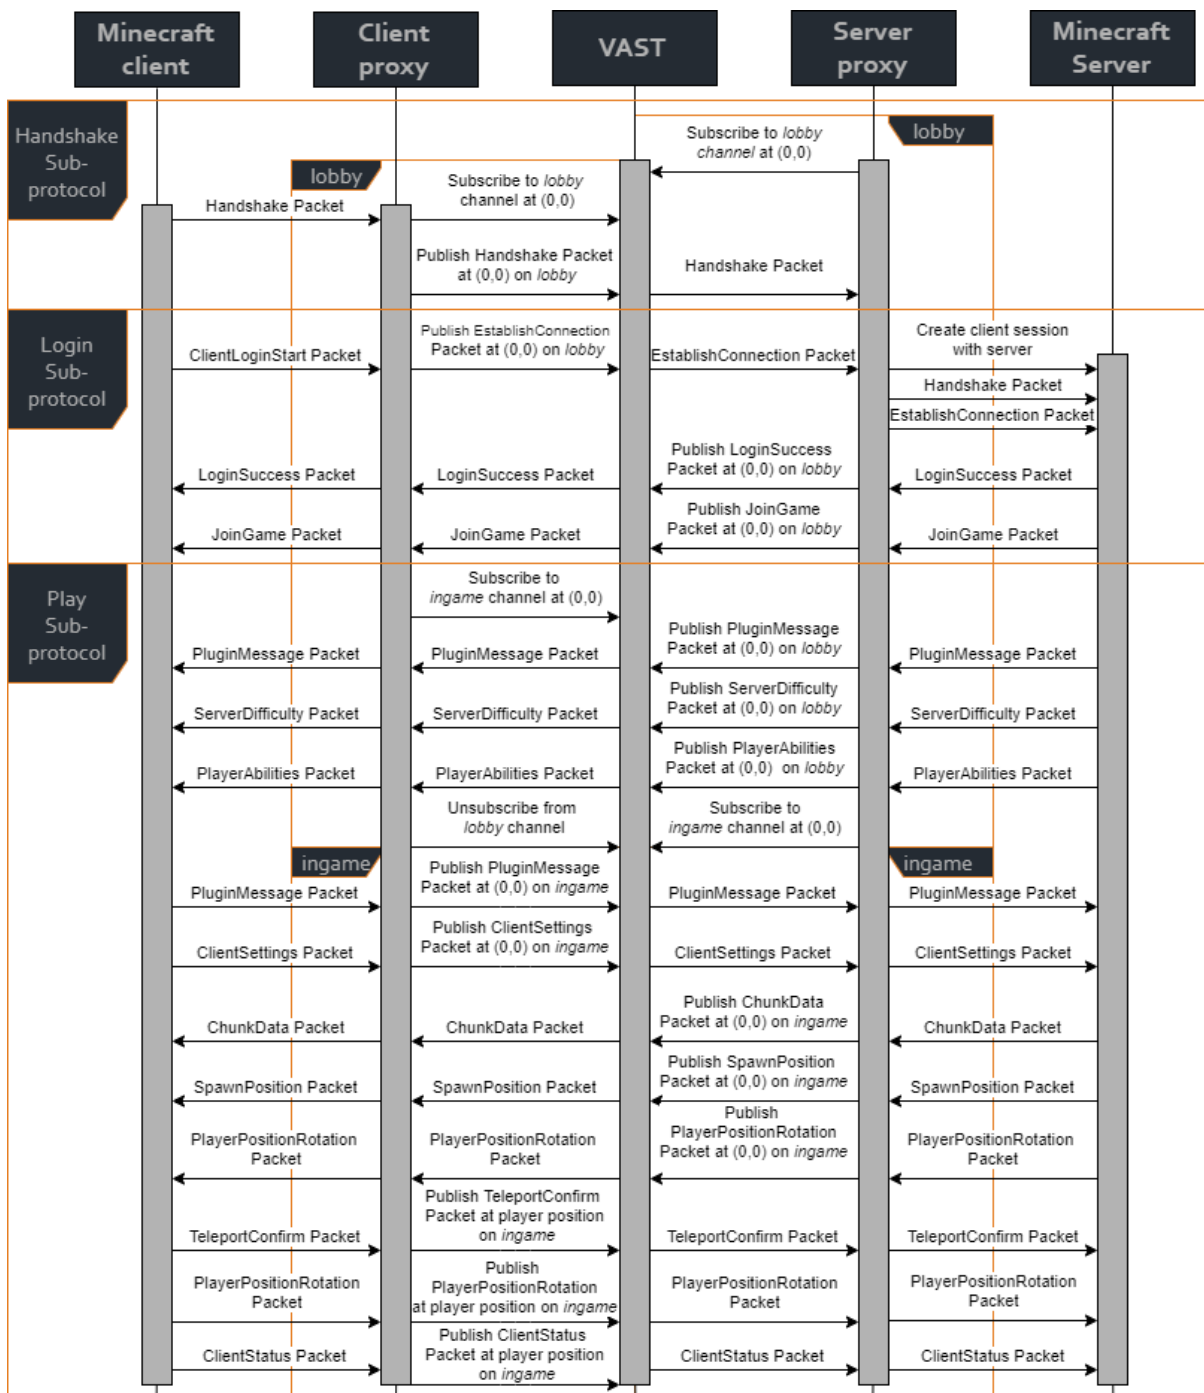 Minecraft
client
Client
proxy
VAST
Server
proxy
Minecraft
Server
Handshake
Sub-
protocol
lobby
Subscribe to lobby
channel at (0,0)
lobby
Subscribe to lobby
channel at (0,0)
Handshake Packet
Publish Handshake Packet
at (0,0) on lobby
Handshake Packet
Login
Sub-
protocol
ClientLoginStart Packet
Publish EstablishConnection
Packet at (0,0) on lobby
EstablishConnection Packet
Create client session
with server
Handshake Packet
EstablishConnection Packet
LoginSuccess Packet
LoginSuccess Packet
Publish LoginSuccess
Packet at (0,0) on lobby
LoginSuccess Packet
JoinGame Packet
JoinGame Packet
Publish JoinGame
Packet at (0,0) on lobby
JoinGame Packet
Play
Sub-
protocol
Subscribe to
ingame channel at (0,0)
PluginMessage Packet
PluginMessage Packet
Publish PluginMessage
Packet at (0,0) on lobby
PluginMessage Packet
ServerDifficulty Packet
ServerDifficulty Packet
Publish ServerDifficulty
Packet at (0,0) on lobby
ServerDifficulty Packet
PlayerAbilities Packet
PlayerAbilities Packet
Publish PlayerAbilities
Packet at (0,0) on lobby
PlayerAbilities Packet
Unsubscribe from
lobby channel
Subscribe to
ingame channel at (0,0)
ingame
ingame
PluginMessage Packet
Publish PluginMessage
Packet at (0,0) on ingame
PluginMessage Packet
PluginMessage Packet
ClientSettings Packet
Publish ClientSettings
Packet at (0,0) on ingame
ClientSettings Packet
ClientSettings Packet
ChunkData Packet
ChunkData Packet
Publish ChunkData
Packet at (0,0) on ingame
ChunkData Packet
SpawnPosition Packet
SpawnPosition Packet
Publish SpawnPosition
Packet at (0,0) on ingame
SpawnPosition Packet
PlayerPositionRotation
Packet
PlayerPositionRotation
Packet
Publish
PlayerPositionRotation
Packet at (0,0) on ingame
PlayerPositionRotation
Packet
TeleportConfirm Packet
Publish TeleportConfirm
Packet at player position
on ingame
TeleportConfirm Packet
TeleportConfirm Packet
PlayerPositionRotation
Packet
Publish
PlayerPositionRotation
at player position on ingame
PlayerPositionRotation
Packet
PlayerPositionRotation
Packet
ClientStatus Packet
Publish ClientStatus
Packet at player position
on ingame
ClientStatus Packet
ClientStatus Packet